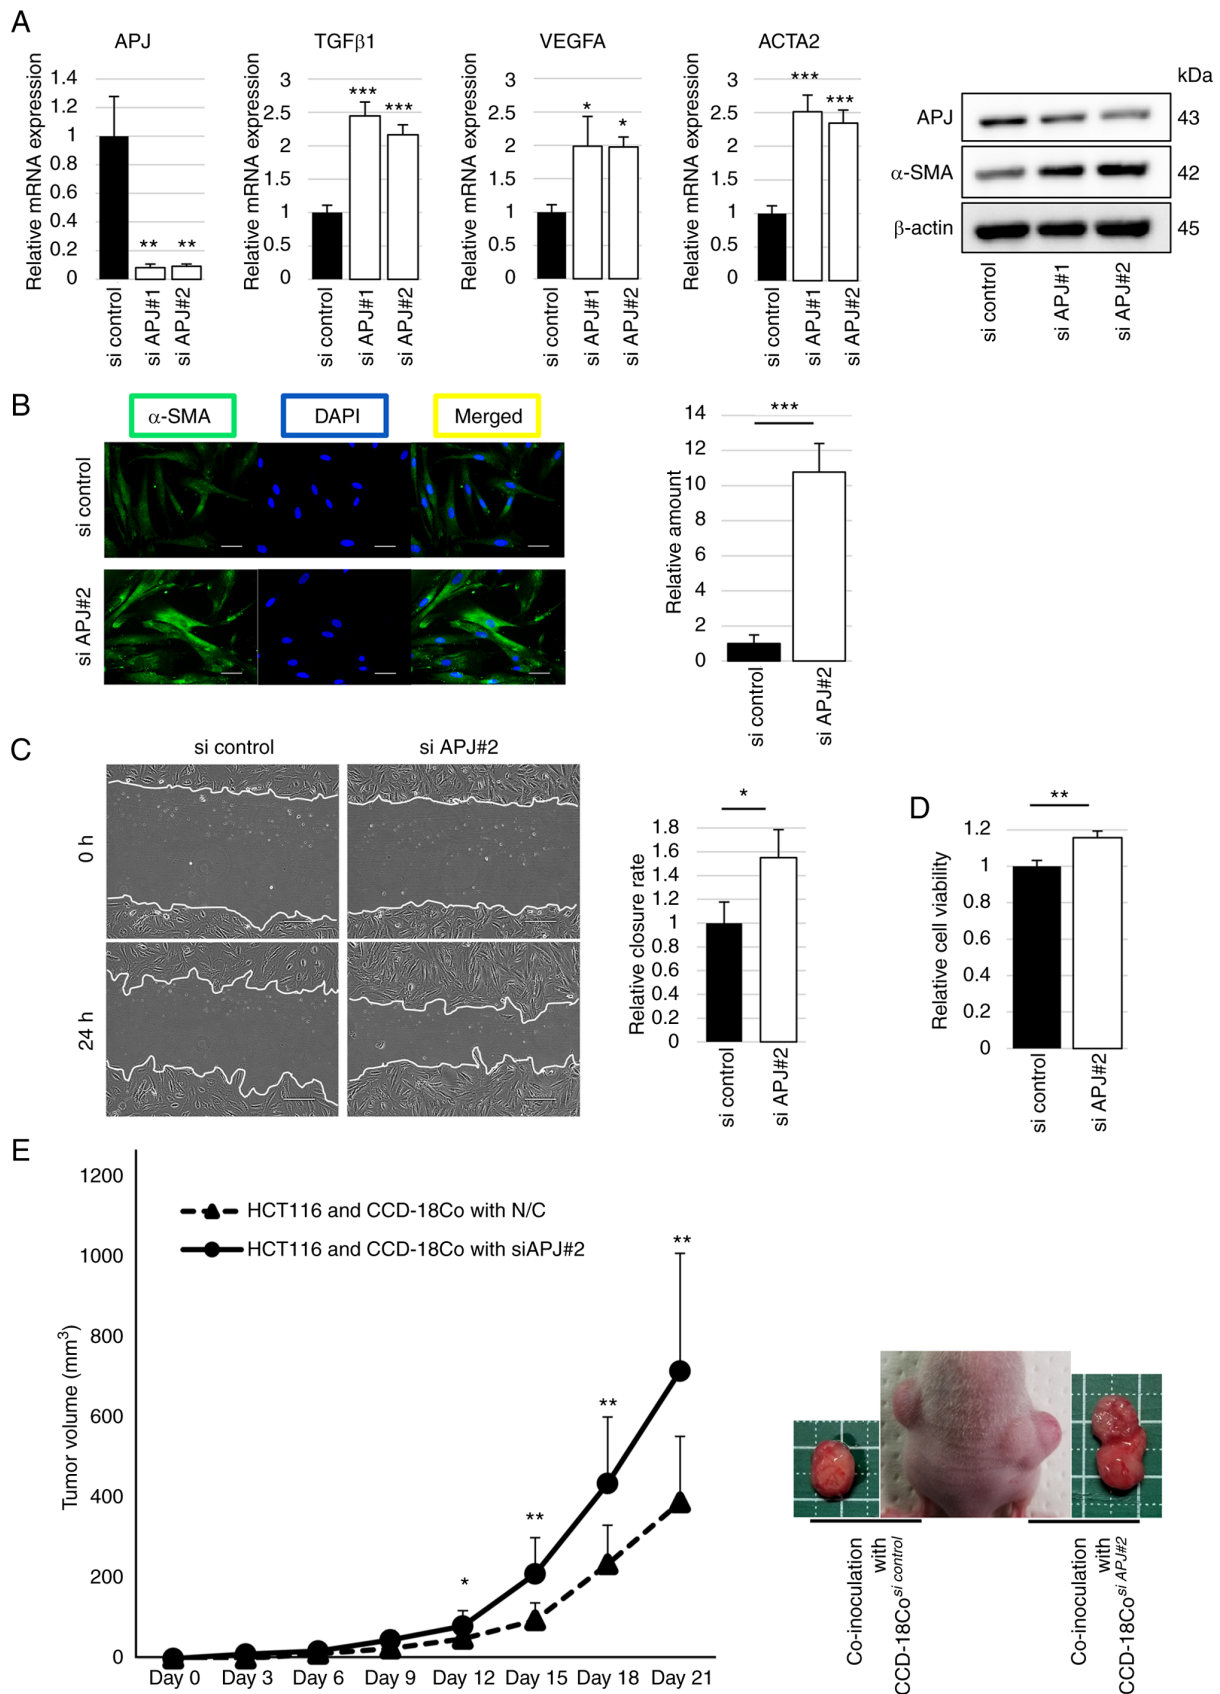 A
APJ
Relative mRNA expression
1.4
1.2
1
0.8
0.6
0.4
0.2
0
** **
si control
si APJ#1
si APJ#2
TGFβ1
Relative mRNA expression
3
2.5
2
1.5
1
0.5
0
*** ***
si control
si APJ#1
si APJ#2
VEGFA
Relative mRNA expression
3
2.5
2
1.5
1
0.5
0
* *
si control
si APJ#1
si APJ#2
ACTA2
Relative mRNA expression
3
2.5
2
1.5
1
0.5
0
*** ***
si control
si APJ#1
si APJ#2
kDa
APJ 43
α-SMA 42
β-actin 45
si control
si APJ#1
si APJ#2
B
α-SMA DAPI Merged
si control
si APJ#2
Relative amount
14
12
10
8
6
4
2
0
***
si control
si APJ#2
C
si control si APJ#2
0 h
24 h
Relative closure rate
1.8
1.6
1.4
1.2
1
0.8
0.6
0.4
0.2
0
*
si control
si APJ#2
D
Relative cell viability
1.2
1
0.8
0.6
0.4
0.2
0
**
si control
si APJ#2
E
Tumor volume (mm³)
1200
1000
800
600
400
200
0
HCT116 and CCD-18Co with N/C
HCT116 and CCD-18Co with siAPJ#2
* ** ** **
Day 0 Day 3 Day 6 Day 9 Day 12 Day 15 Day 18 Day 21
Co-inoculation
with
CCD-18Co si control
Co-inoculation
with
CCD-18Co si APJ#2